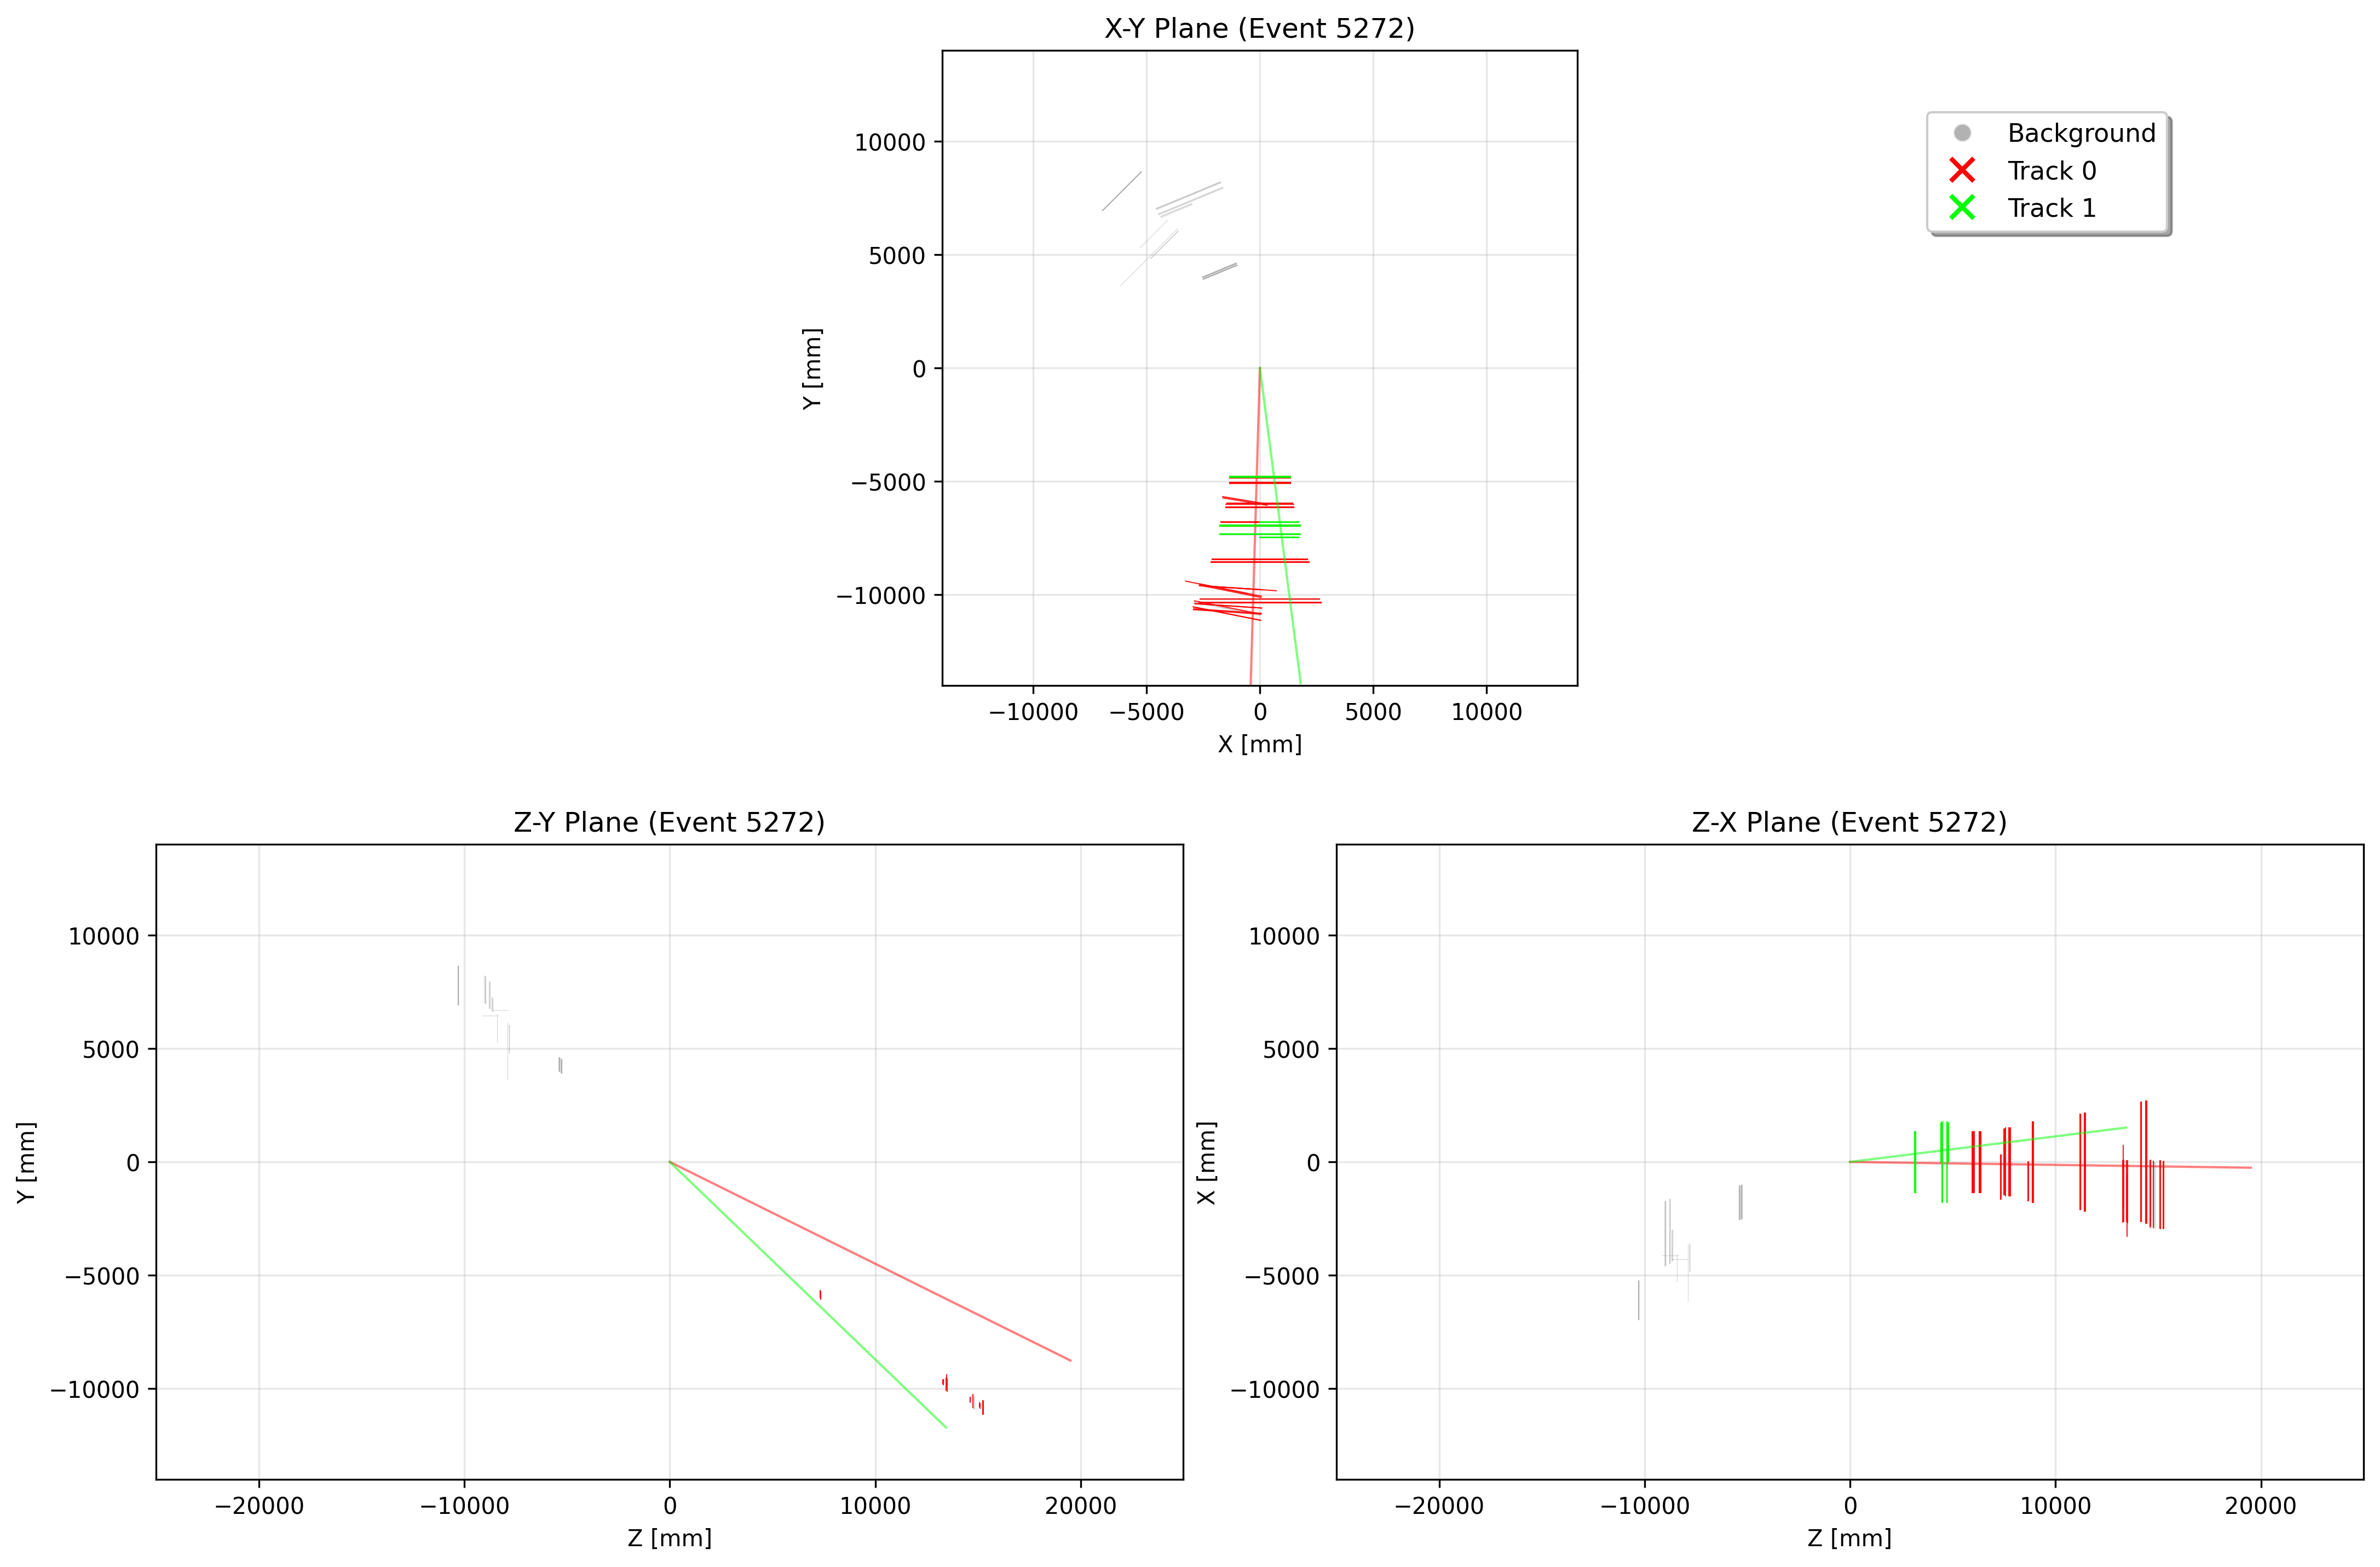 X-Y Plane (Event 5272)
Background
Track 0
Track 1
10000
5000
0
−5000
−10000
Y [mm]
−10000 −5000 0 5000 10000
X [mm]
Z-Y Plane (Event 5272)
10000
5000
0
−5000
−10000
Y [mm]
−20000 −10000 0 10000 20000
Z [mm]
Z-X Plane (Event 5272)
10000
5000
0
−5000
−10000
X [mm]
−20000 −10000 0 10000 20000
Z [mm]